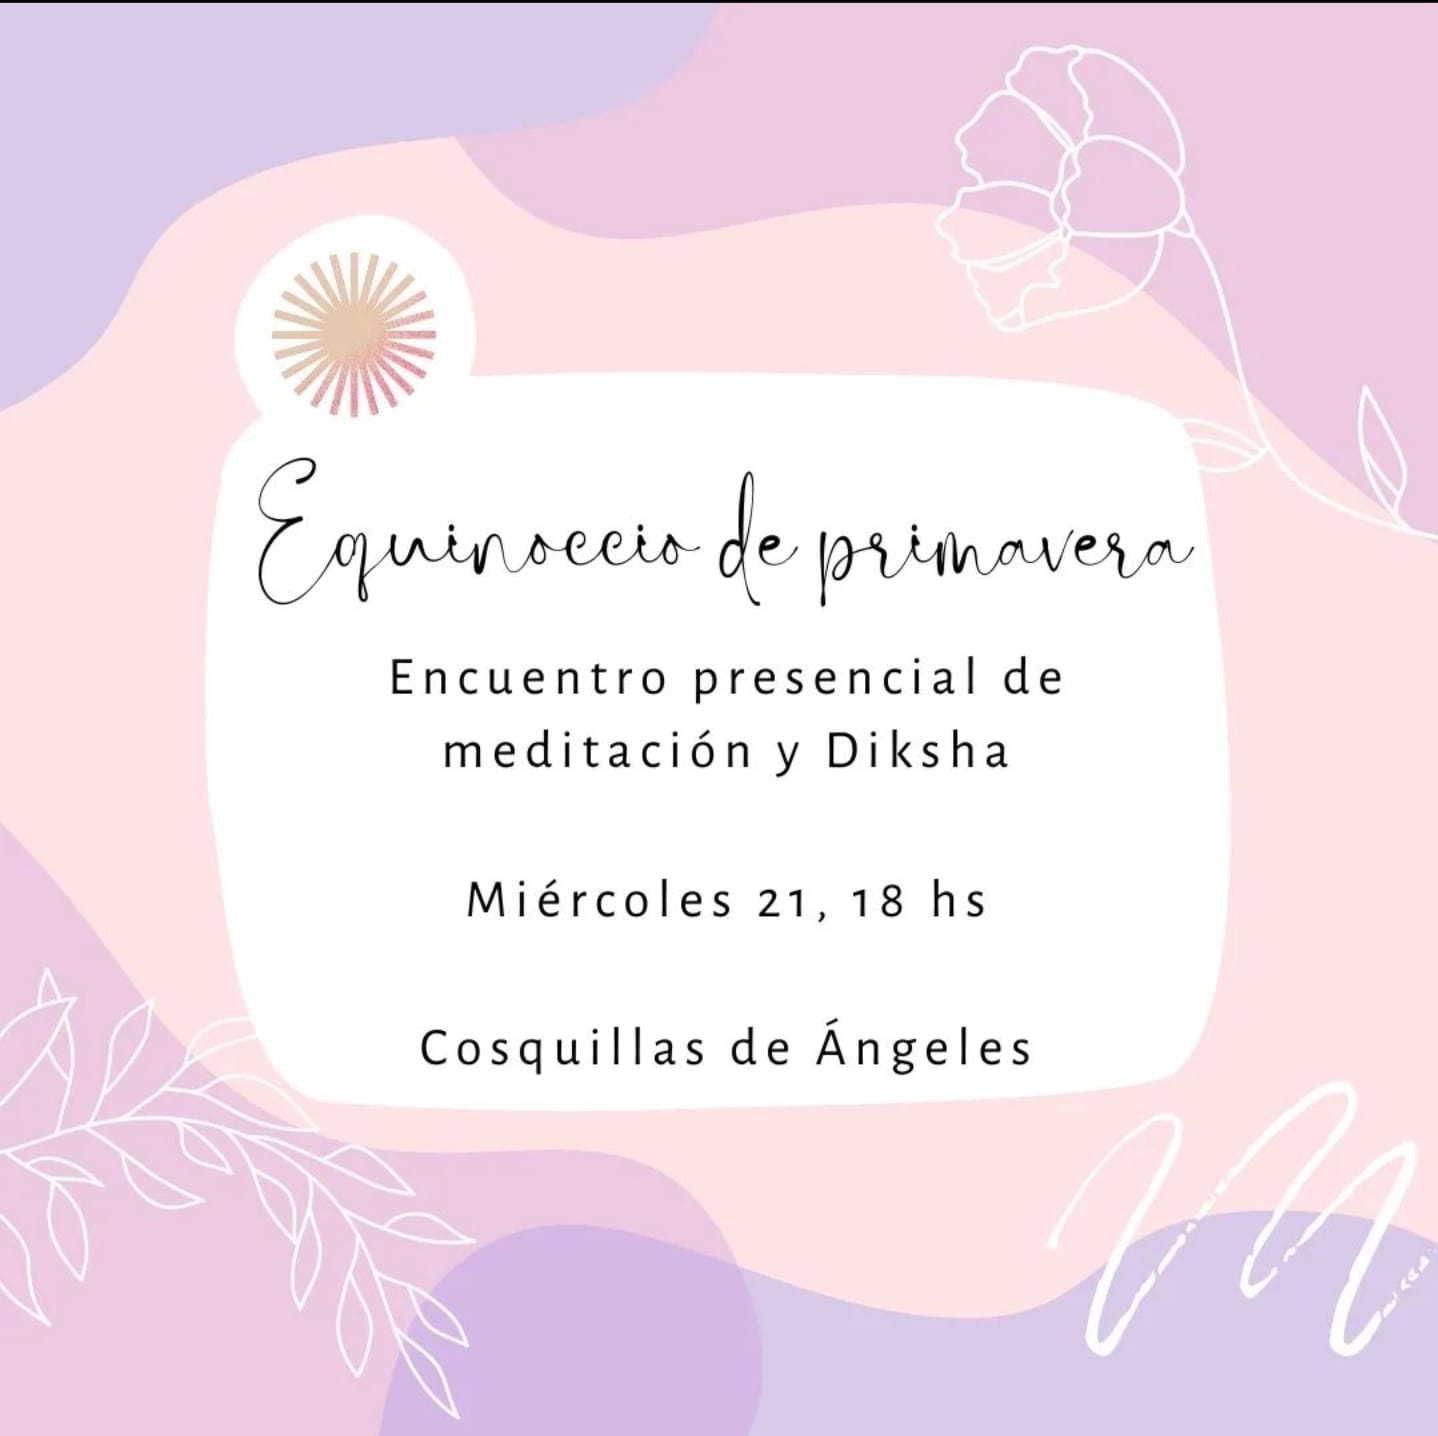 Equinoccio de primavera
Encuentro presencial de
meditación y Diksha
Miércoles 21, 18 hs
Cosquillas de Ángeles